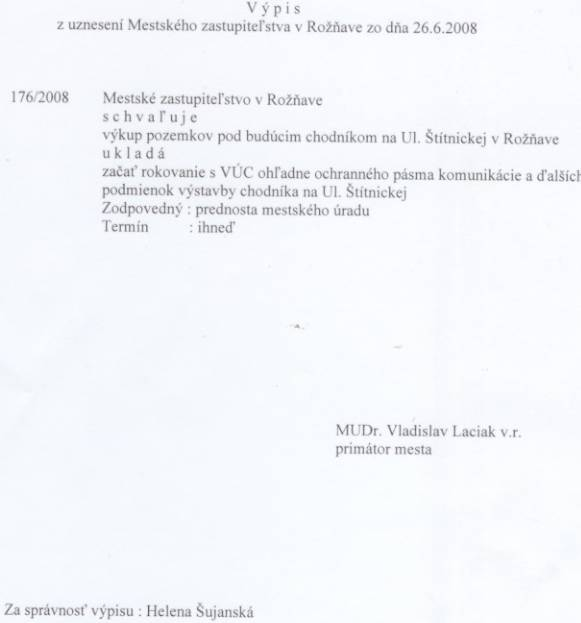 V ý p i s
z uznesení Mestského zastupiteľstva v Rožňave zo dňa 26.6.2008
176/2008 Mestské zastupiteľstvo v Rožňave
s c h v a ľ u j e
výkup pozemkov pod budúcim chodníkom na Ul. Štítnickej v Rožňave
u k l a d á
začať rokovanie s VÚC ohľadne ochranného pásma komunikácie a ďalších
podmienok výstavby chodníka na Ul. Štítnickej
Zodpovedný : prednosta mestského úradu
Termín : ihneď
MUDr. Vladislav Laciak v.r.
primátor mesta
Za správnosť výpisu : Helena Šujanská